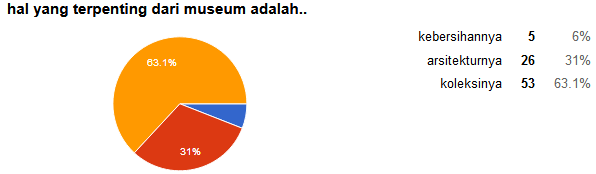 hal yang terpenting dari museum adalah..
kebersihannya 5 6%
arsitekturnya 26 31%
koleksinya 53 63.1%
63.1%
31%